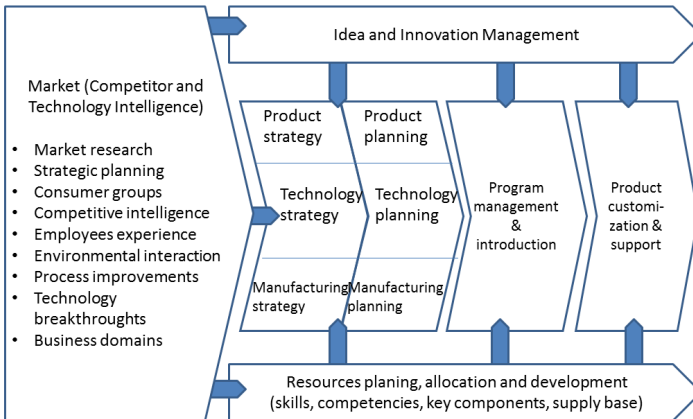 Idea and Innovation Management
Market (Competitor and
Technology Intelligence)
• Market research
• Strategic planning
• Consumer groups
• Competitive intelligence
• Employees experience
• Environmental interaction
• Process improvements
• Technology
breakthroughts
• Business domains
Product
strategy
Product
planning
Technology
strategy
Technology
planning
Manufacturing
strategy
Manufacturing
planning
Program
management
&
introduction
Product
customi-
zation &
support
Resources planing, allocation and development
(skills, competencies, key components, supply base)